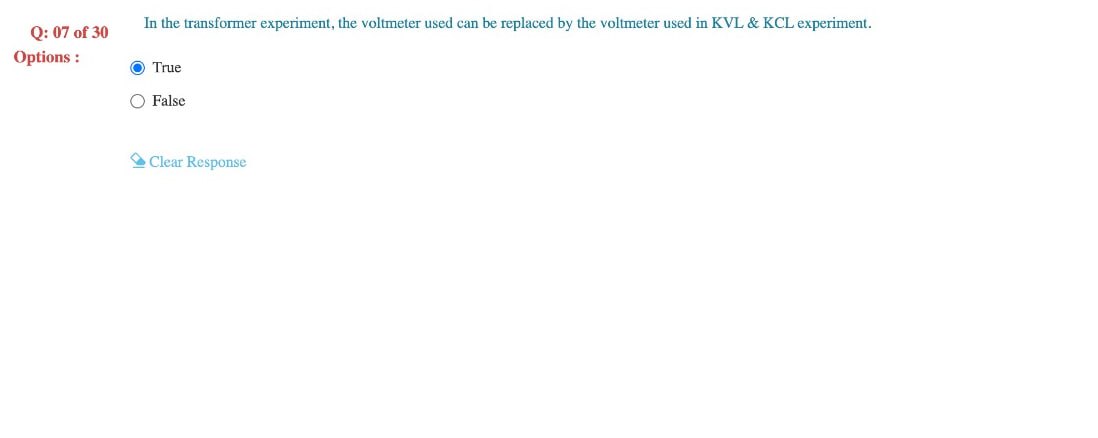 In the transformer experiment, the voltmeter used can be replaced by the voltmeter used in KVL & KCL experiment.
Q: 07 of 30
Options :
True
False
Clear Response